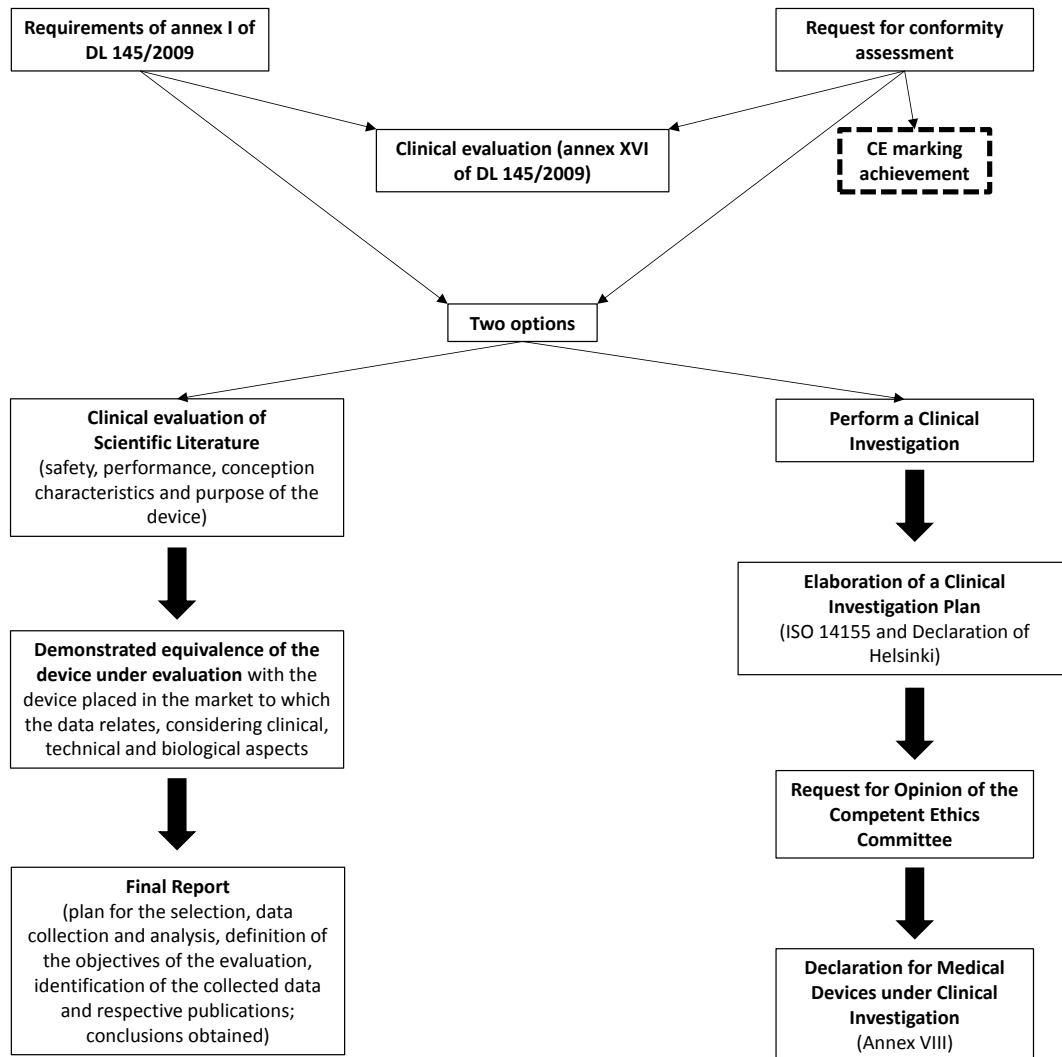 Requirements of annex I of
DL 145/2009
Request for conformity
assessment
Clinical evaluation (annex XVI
of DL 145/2009)
CE marking
achievement
Two options
Clinical evaluation of
Scientific Literature
(safety, performance, conception
characteristics and purpose of the
device)
Perform a Clinical
Investigation
Demonstrated equivalence of the
device under evaluation with the
device placed in the market to which
the data relates, considering clinical,
technical and biological aspects
Elaboration of a Clinical
Investigation Plan
(ISO 14155 and Declaration of
Helsinki)
Request for Opinion of the
Competent Ethics
Committee
Final Report
(plan for the selection, data
collection and analysis, definition of
the objectives of the evaluation,
identification of the collected data
and respective publications;
conclusions obtained)
Declaration for Medical
Devices under Clinical
Investigation
(Annex VIII)